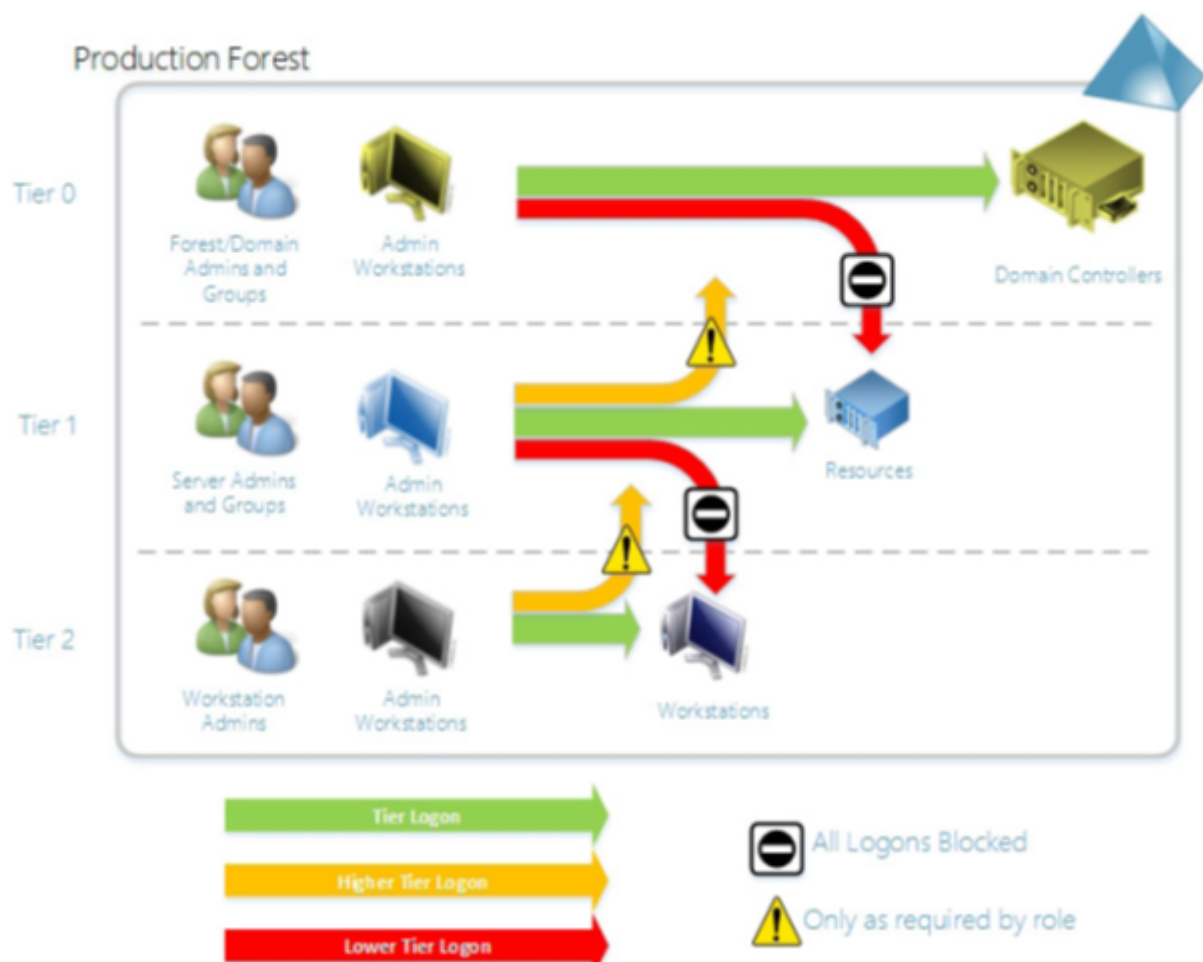 Production Forest
Tier 0
Forest/Domain
Admins and
Groups
Admin
Workstations
Domain Controllers
Tier 1
Server Admins
and Groups
Admin
Workstations
Resources
Tier 2
Workstation
Admins
Admin
Workstations
Workstations
Tier Logon
Higher Tier Logon
Lower Tier Logon
All Logons Blocked
Only as required by role